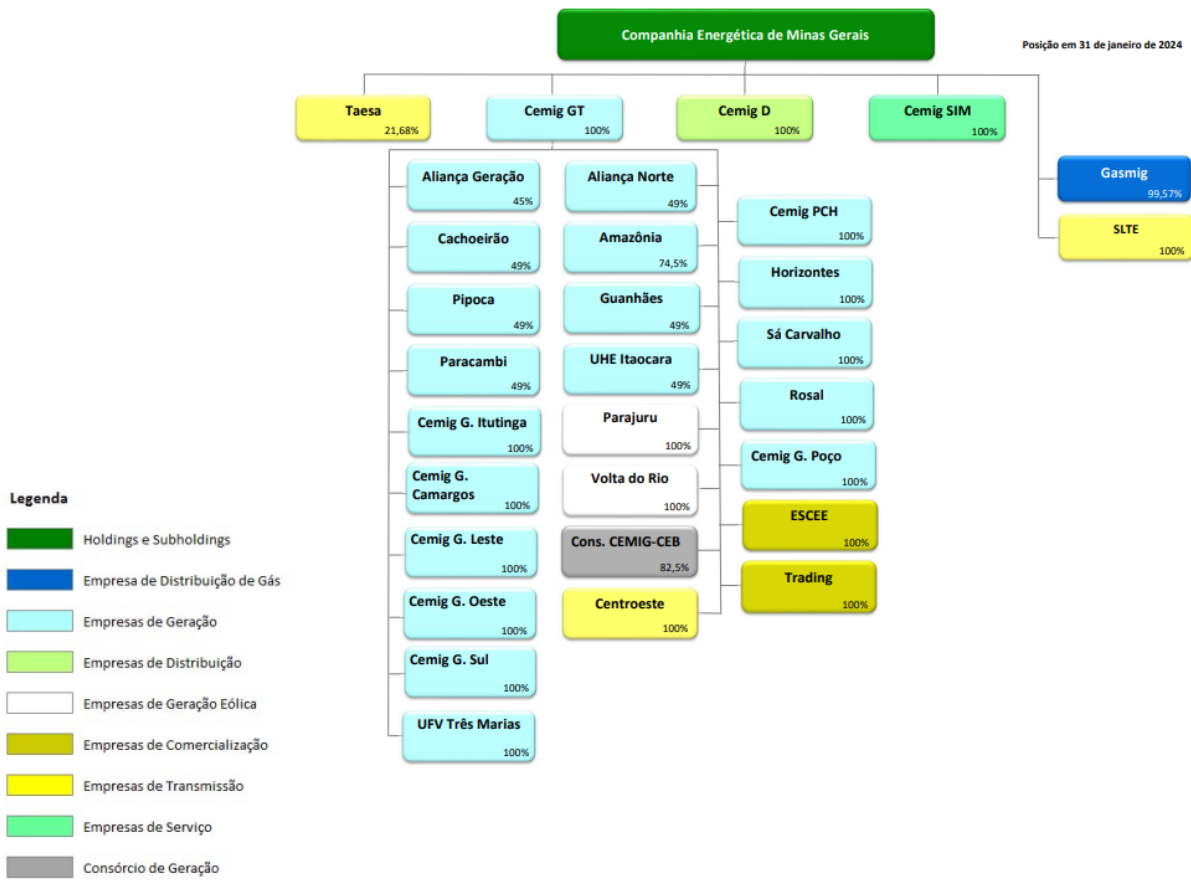 Companhia Energética de Minas Gerais
Posição em 31 de janeiro de 2024
Taesa
21,68%
Cemig GT
100%
Cemig D
100%
Cemig SIM
100%
Gasmig
99,57%
SLTE
100%
Aliança Geração
45%
Cachoeirão
49%
Pipoca
49%
Paracambi
49%
Cemig G. Itutinga
100%
Cemig G.
Camargos
100%
Cemig G. Leste
100%
Cemig G. Oeste
100%
Cemig G. Sul
100%
UFV Três Marias
100%
Aliança Norte
49%
Amazônia
74,5%
Guanhães
49%
UHE Itaocara
49%
Parajuru
100%
Volta do Rio
100%
Cons. CEMIG-CEB
82,5%
Centroeste
100%
Cemig PCH
100%
Horizontes
100%
Sá Carvalho
100%
Rosal
100%
Cemig G. Poço
100%
ESCEE
100%
Trading
100%
Legenda
Holdings e Subholdings
Empresa de Distribuição de Gás
Empresas de Geração
Empresas de Distribuição
Empresas de Geração Eólica
Empresas de Comercialização
Empresas de Transmissão
Empresas de Serviço
Consórcio de Geração